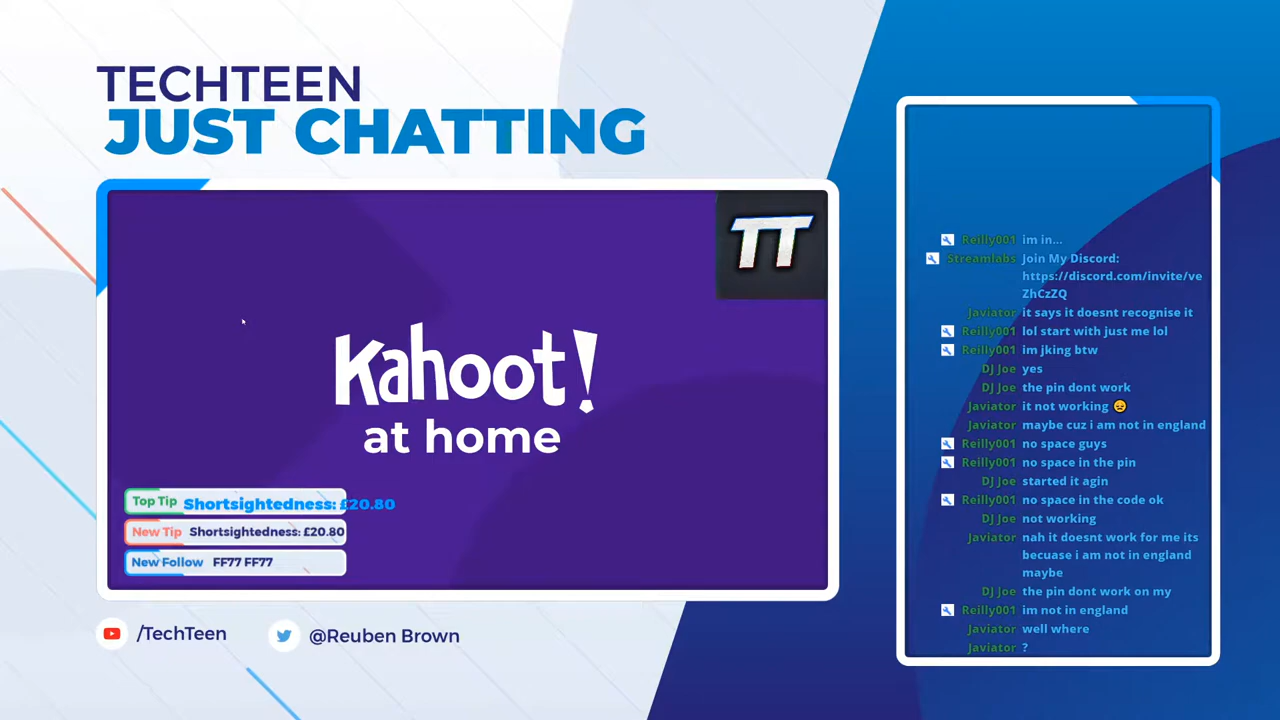 TECHTEEN
JUST CHATTING
TT
Kahoot!
at home
Top Tip Shortsightedness: £20.80
New Tip Shortsightedness: £20.80
New Follow FF77 FF77
/TechTeen @Reuben Brown
Reilly001 im in...
Streamlabs Join My Discord:
https://discord.com/invite/ve
ZhCzZQ
Javiator it says it doesnt recognise it
Reilly001 lol start with just me lol
Reilly001 im jking btw
DJ Joe yes
DJ Joe the pin dont work
Javiator it not working 😞
Javiator maybe cuz i am not in england
Reilly001 no space guys
Reilly001 no space in the pin
DJ Joe started it agin
Reilly001 no space in the code ok
DJ Joe not working
Javiator nah it doesnt work for me its
becuase i am not in england
maybe
DJ Joe the pin dont work on my
Reilly001 im not in england
Javiator well where
Javiator ?